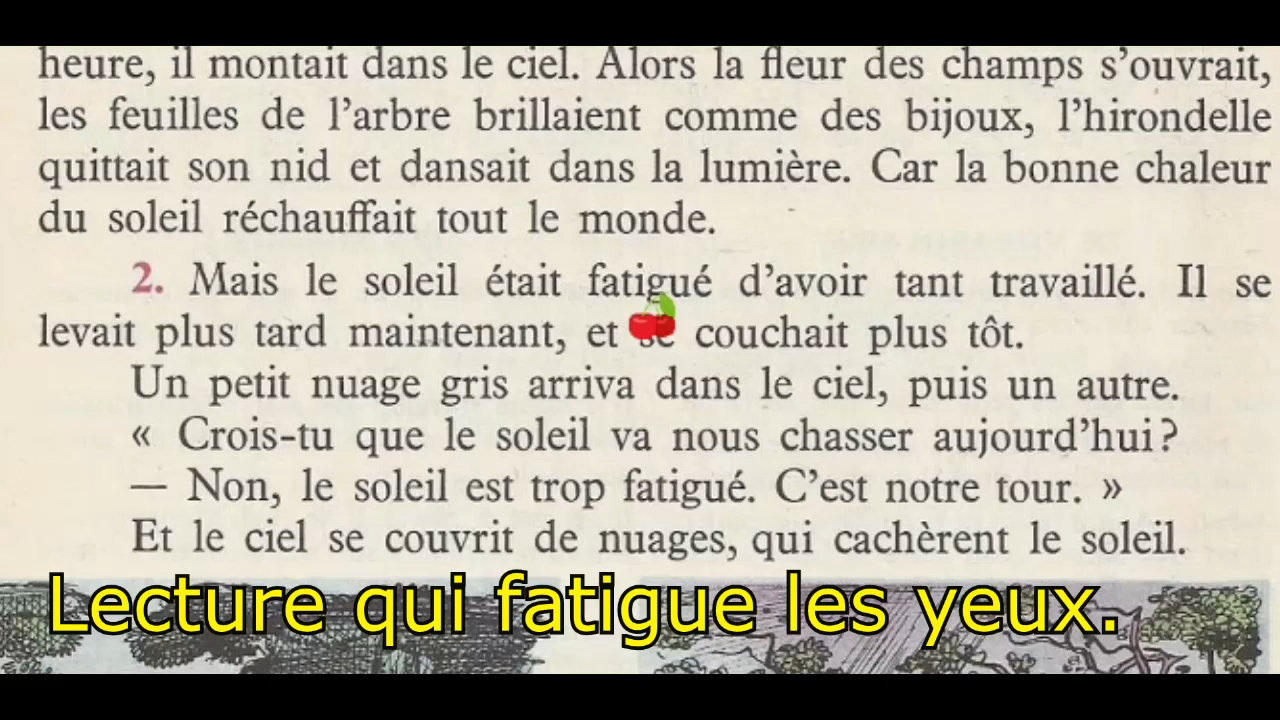 heure, il montait dans le ciel. Alors la fleur des champs s’ouvrait,
les feuilles de l’arbre brillaient comme des bijoux, l’hirondelle
quittait son nid et dansait dans la lumière. Car la bonne chaleur
du soleil réchauffait tout le monde.
2. Mais le soleil était fatigué d’avoir tant travaillé. Il se
levait plus tard maintenant, et se couchait plus tôt.
Un petit nuage gris arriva dans le ciel, puis un autre.
« Crois-tu que le soleil va nous chasser aujourd’hui?
— Non, le soleil est trop fatigué. C’est notre tour. »
Et le ciel se couvrit de nuages, qui cachèrent le soleil.
Lecture qui fatigue les yeux.